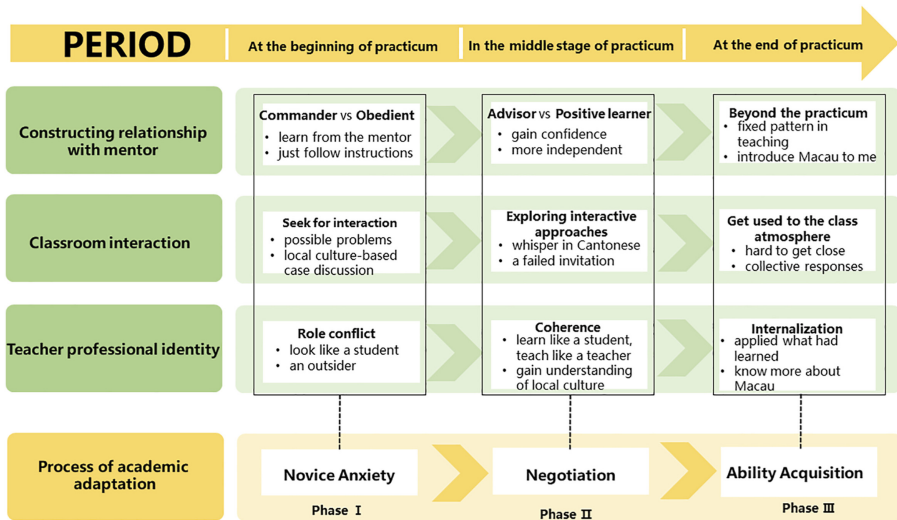 PERIOD
At the beginning of practicum
In the middle stage of practicum
At the end of practicum
Constructing relationship
with mentor
Commander vs Obedient
• learn from the mentor
• just follow instructions
Advisor vs Positive learner
• gain confidence
• more independent
Beyond the practicum
• fixed pattern in
teaching
• introduce Macau to me
Classroom interaction
Seek for interaction
• possible problems
• local culture-based
case discussion
Exploring interactive
approaches
• whisper in Cantonese
• a failed invitation
Get used to the class
atmosphere
• hard to get close
• collective responses
Teacher professional identity
Role conflict
• look like a student
• an outsider
Coherence
• learn like a student,
teach like a teacher
• gain understanding
of local culture
Internalization
• applied what had
learned
• know more about
Macau
Process of academic
adaptation
Novice Anxiety
Negotiation
Ability Acquisition
Phase Ⅰ
Phase Ⅱ
Phase Ⅲ